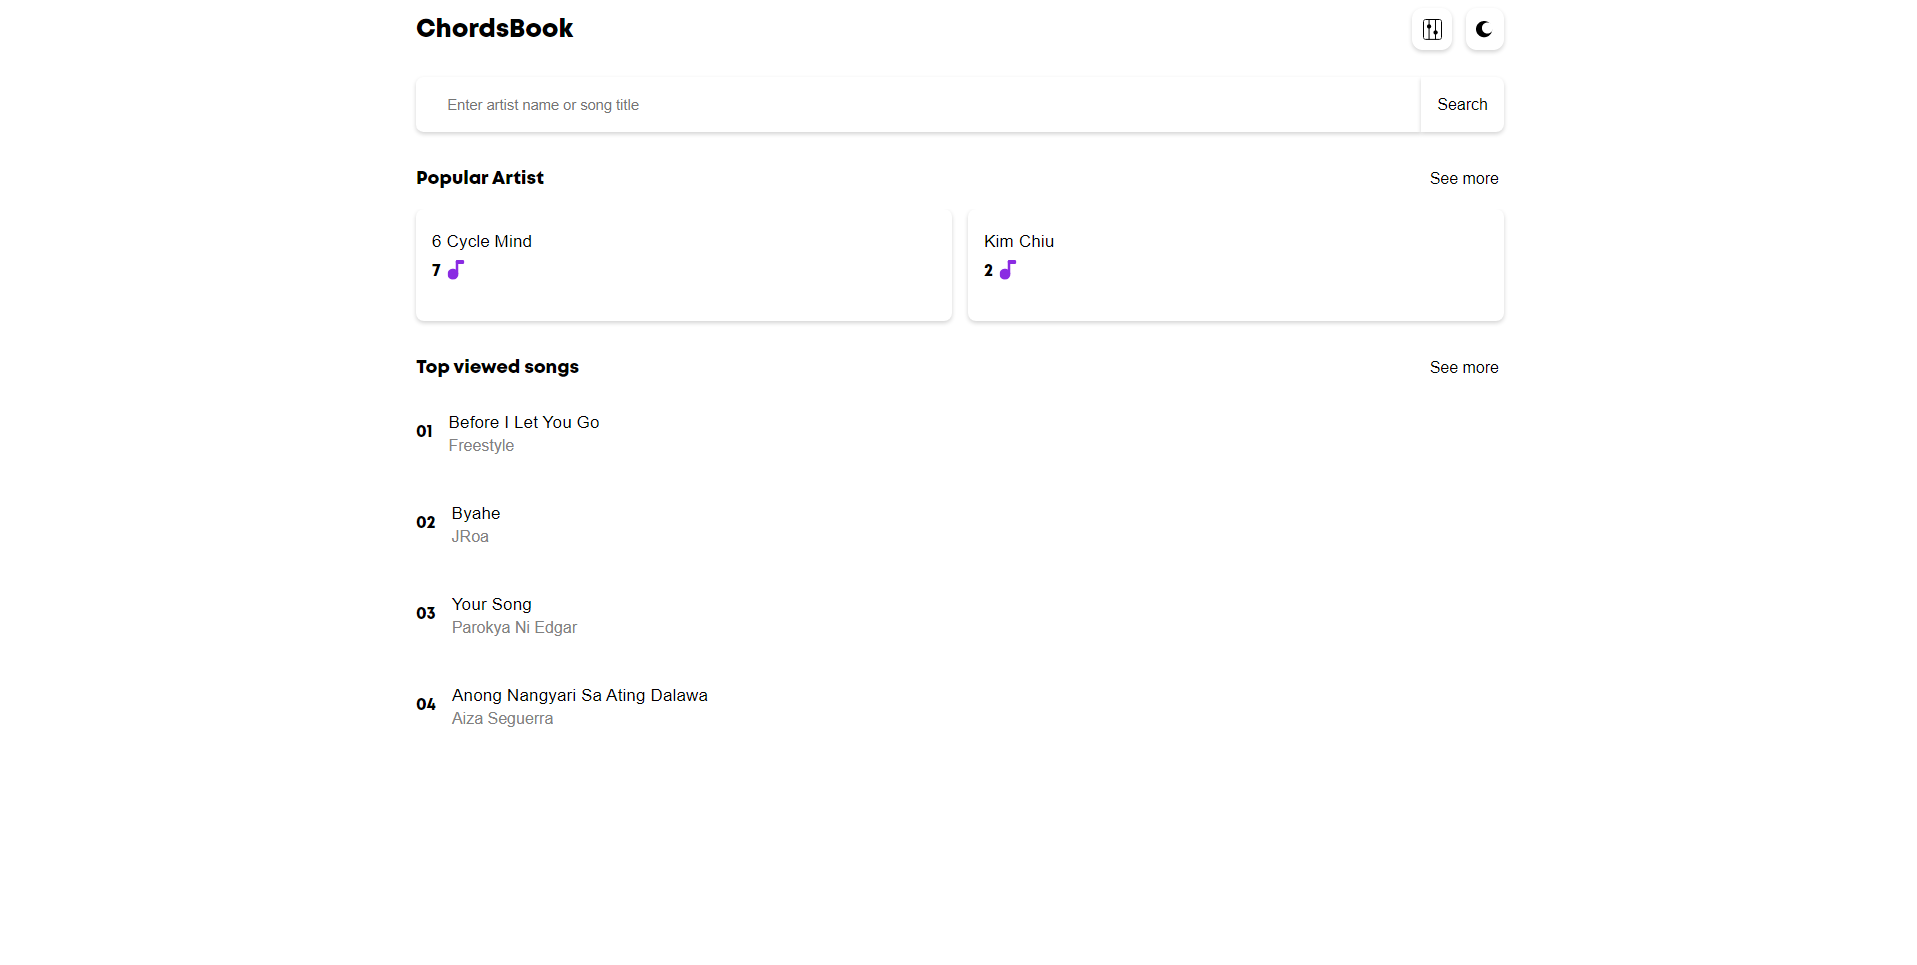 ChordsBook
Enter artist name or song title
Search
Popular Artist
See more
6 Cycle Mind
7
Kim Chiu
2
Top viewed songs
See more
01
Before I Let You Go
Freestyle
02
Byahe
JRoa
03
Your Song
Parokya Ni Edgar
04
Anong Nangyari Sa Ating Dalawa
Aiza Seguerra